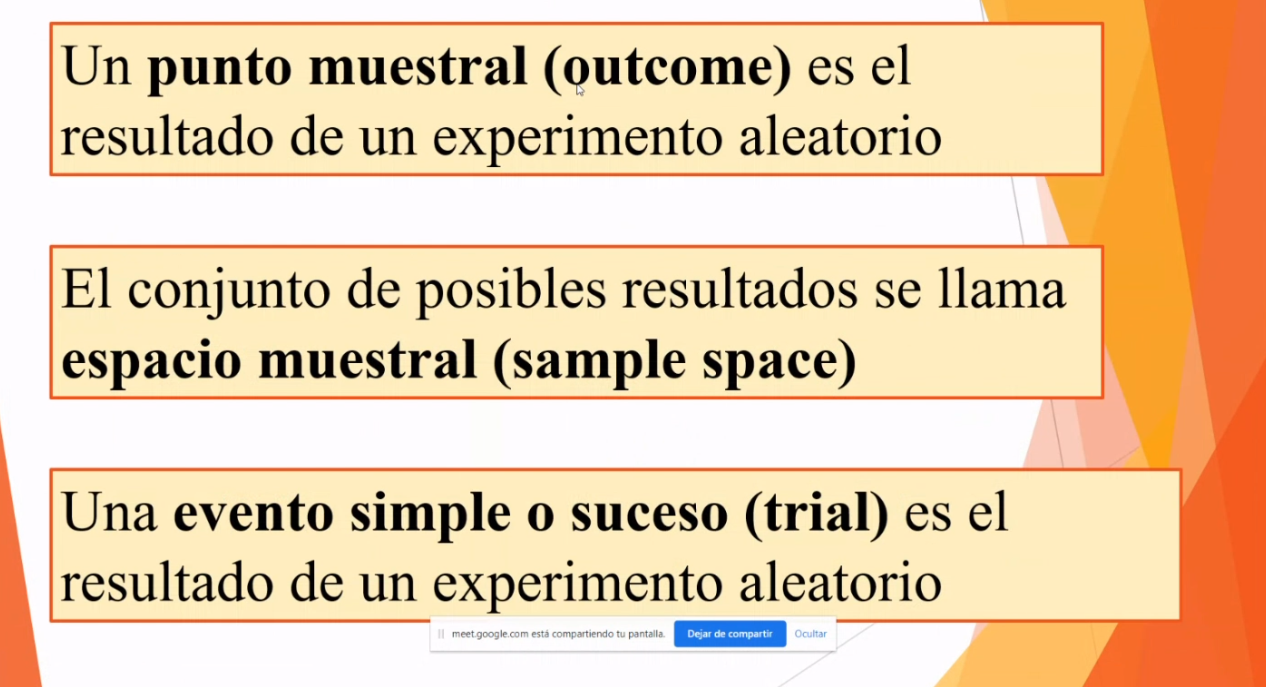 Un punto muestral (outcome) es el
resultado de un experimento aleatorio
El conjunto de posibles resultados se llama
espacio muestral (sample space)
Una evento simple o suceso (trial) es el
resultado de un experimento aleatorio
meet.google.com está compartiendo tu pantalla. Dejar de compartir Ocultar